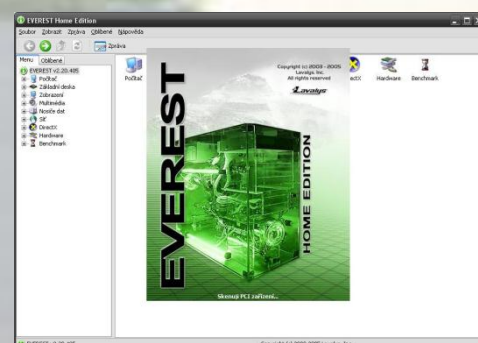 EVEREST Home Edition
Soubor Zobrazit Zpráva Oblíbené Nápověda
Zpráva
Menu Oblíbené
EVEREST v2.20.405
Počítač
Základní deska
Zobrazení
Multimédia
Nosiče dat
Síť
DirectX
Hardware
Benchmark
Počítač
Hardware
Benchmark
Copyright (c) 2003 - 2005
Lavalys, Inc.
All rights reserved
Lavalys
EVEREST
HOME EDITION
Skenuji PCI zařízení...